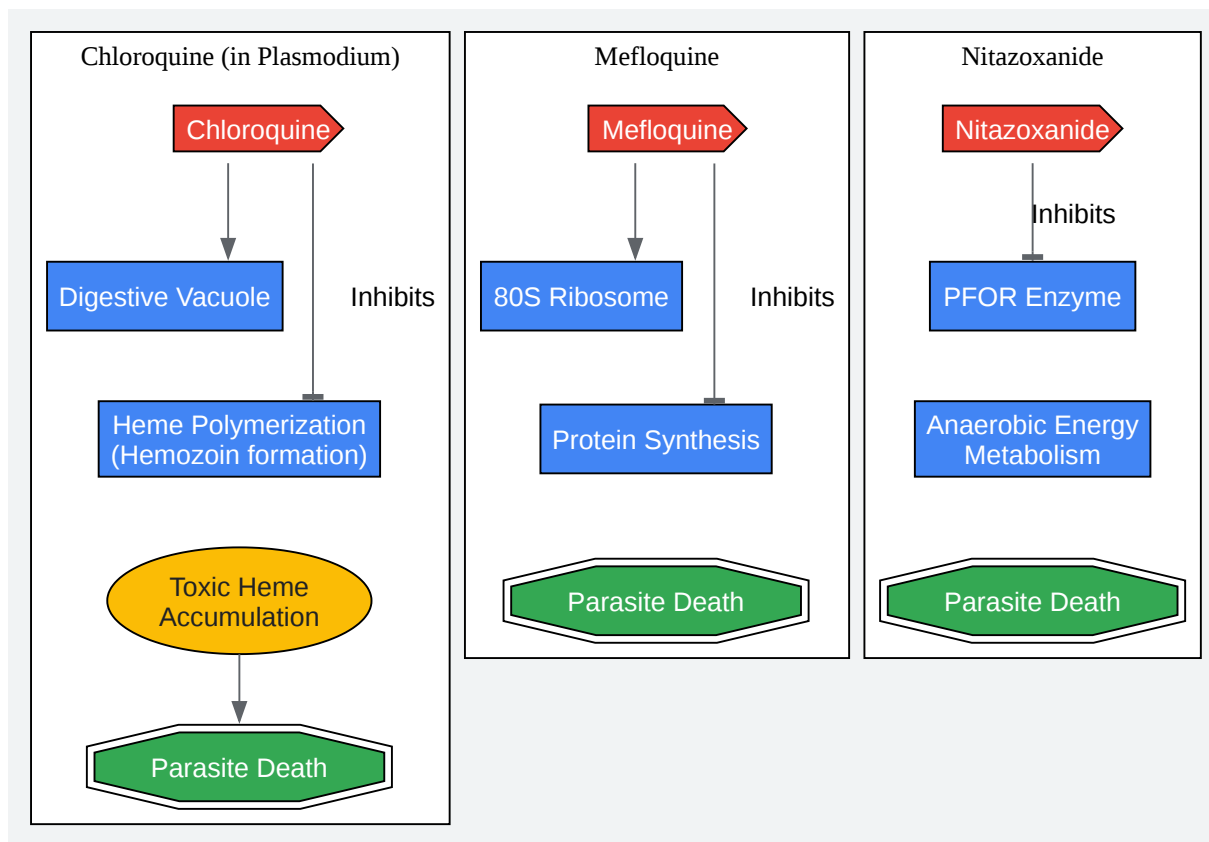 Chloroquine (in Plasmodium)
Chloroquine
Inhibits
Digestive Vacuole
Heme Polymerization
(Hemozoin formation)
Toxic Heme
Accumulation
Parasite Death
Mefloquine
Mefloquine
Inhibits
80S Ribosome
Protein Synthesis
Parasite Death
Nitazoxanide
Nitazoxanide
Inhibits
PFOR Enzyme
Anaerobic Energy
Metabolism
Parasite Death